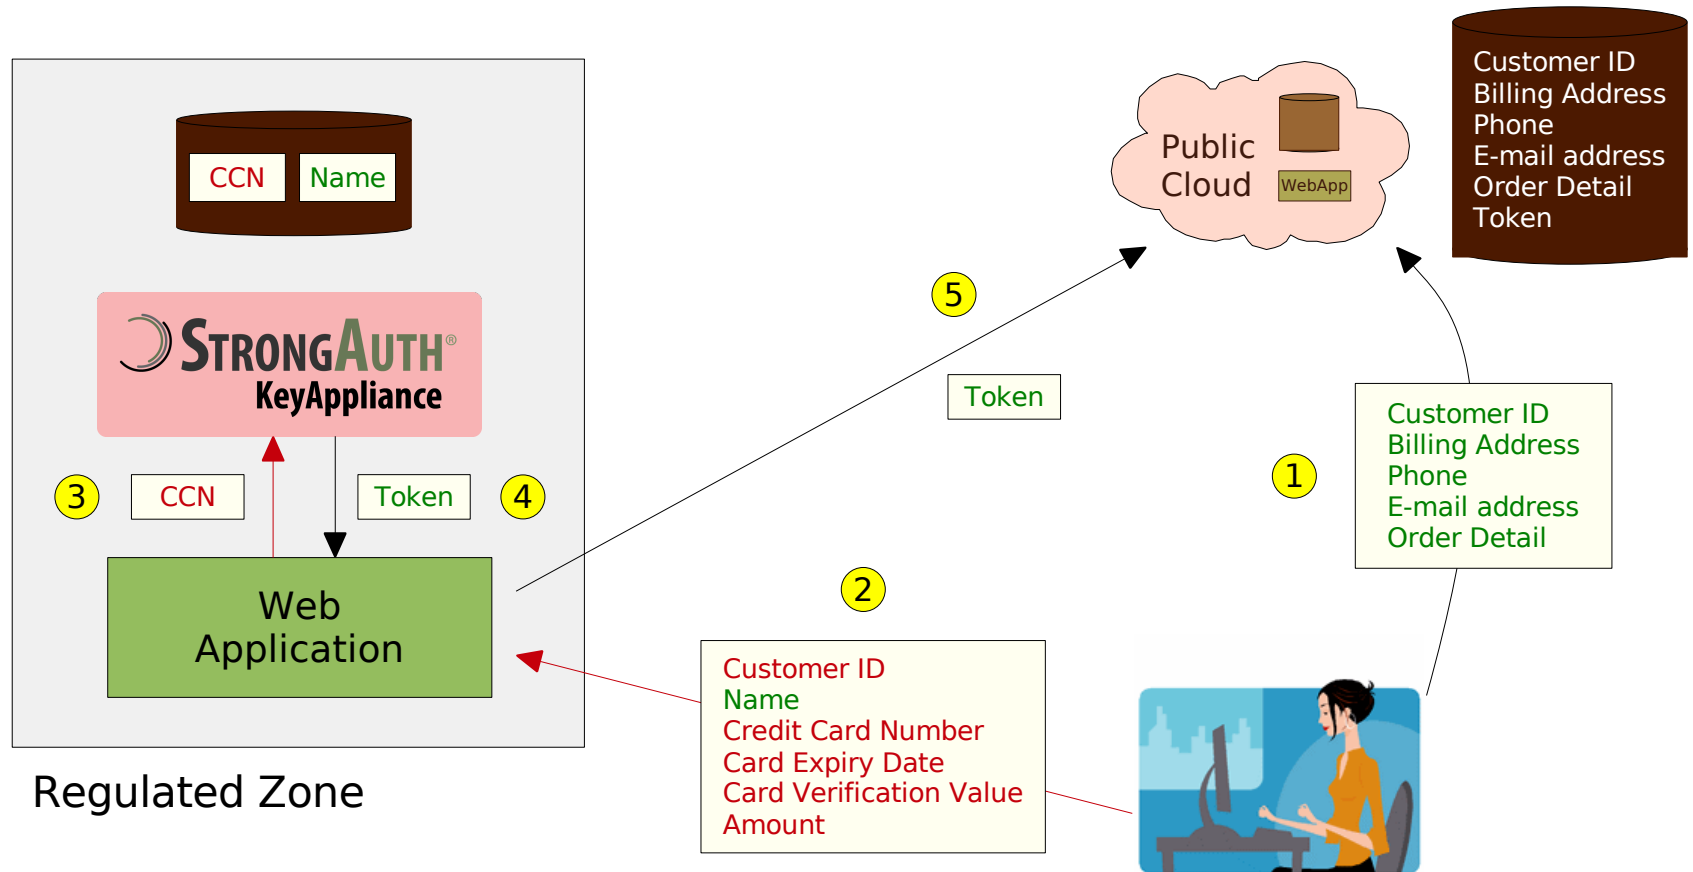 CCN
Name
STRONGAUTH®
KeyAppliance
3
CCN
Token
4
Web
Application
Regulated Zone
5
Token
2
Customer ID
Name
Credit Card Number
Card Expiry Date
Card Verification Value
Amount
Public
Cloud
WebApp
Customer ID
Billing Address
Phone
E-mail address
Order Detail
Token
1
Customer ID
Billing Address
Phone
E-mail address
Order Detail